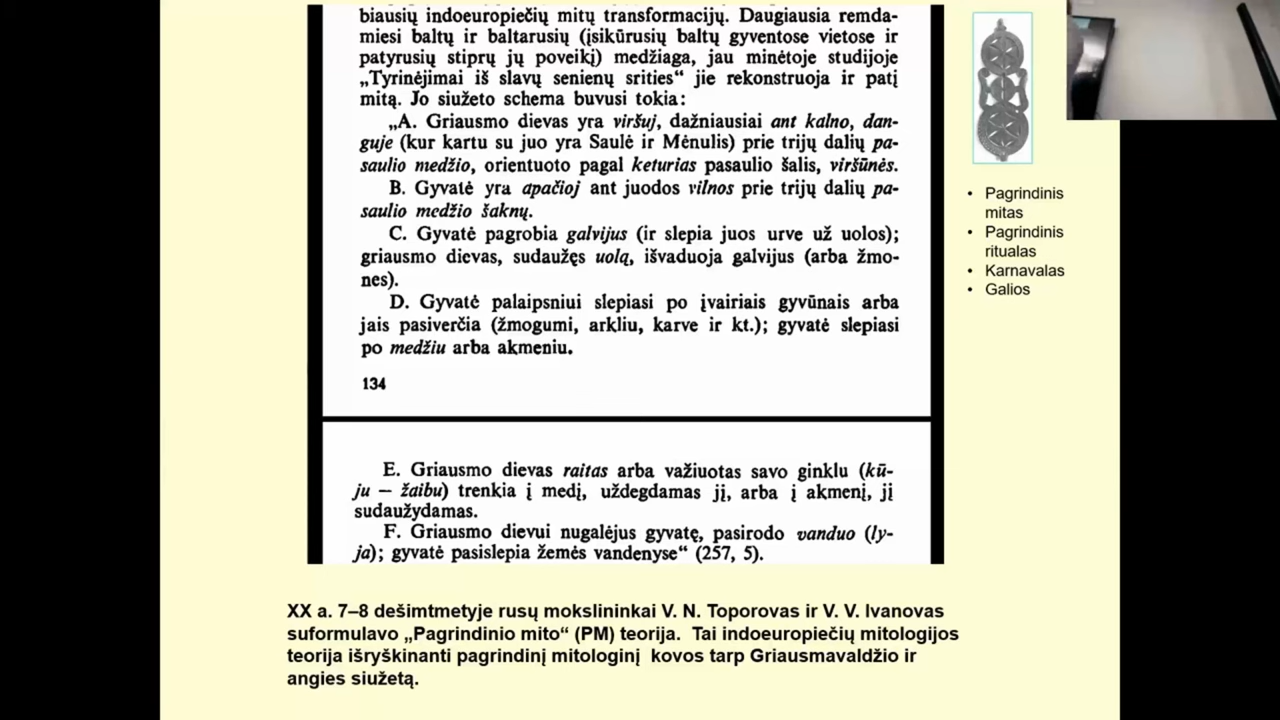 biausių indoeuropiečių mitų transformacijų. Daugiausia remda-
miesi baltų ir baltarusių (įsikūrusių baltų gyventose vietose ir
patyrusių stiprų jų poveikį) medžiaga, jau minėtoje studijoje
„Tyrinėjimai iš slavų senienų srities“ jie rekonstruoja ir patį
mitą. Jo siužeto schema buvusi tokia:
„A. Griausmo dievas yra viršuj, dažniausiai ant kalno, dan-
guje (kur kartu su juo yra Saulė ir Mėnulis) prie trijų dalių pa-
saulio medžio, orientuoto pagal keturias pasaulio šalis, viršūnės.
B. Gyvatė yra apačioj ant juodos vilnos prie trijų dalių pa-
saulio medžio šaknų.
C. Gyvatė pagrobia galvijus (ir slepia juos urve už uolos);
griausmo dievas, sudaužęs uolą, išvaduoja galvijus (arba žmo-
nes).
D. Gyvatė palaipsniui slepiasi po įvairiais gyvūnais arba
jais pasiverčia (žmogumi, arkliu, karve ir kt.); gyvatė slepiasi
po medžiu arba akmeniu.
134
E. Griausmo dievas raitas arba važiuotas savo ginklu (kū-
ju – žaibu) trenkia į medį, uždegdamas jį, arba į akmenį, jį
sudaužydamas.
F. Griausmo dievui nugalėjus gyvatę, pasirodo vanduo (ly-
ja); gyvatė pasislepia žemės vandenyse“ (257, 5).
XX a. 7–8 dešimtmetyje rusų mokslininkai V. N. Toporovas ir V. V. Ivanovas
suformulavo „Pagrindinio mito“ (PM) teorija. Tai indoeuropiečių mitologijos
teorija išryškinanti pagrindinį mitologinį kovos tarp Griausmavaldžio ir
angies siužetą.
• Pagrindinis
mitas
• Pagrindinis
ritualas
• Karnavalas
• Galios